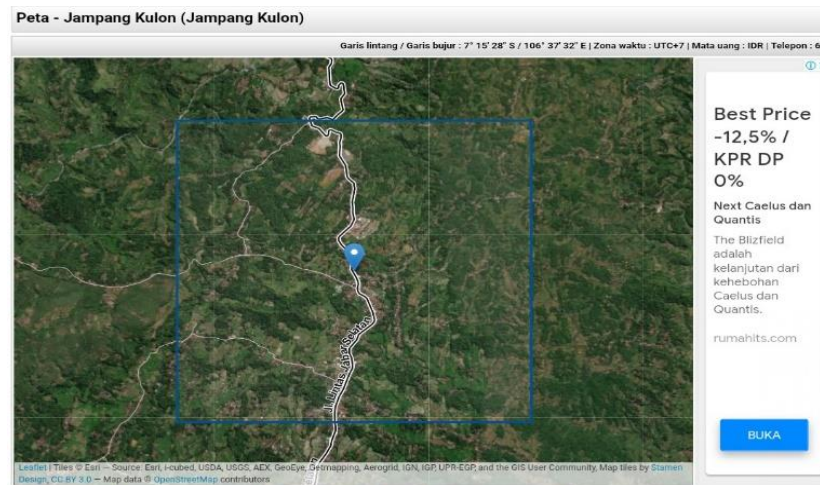 Peta - Jampang Kulon (Jampang Kulon)
Garis lintang / Garis bujur : 7° 15' 28" S / 106° 37' 32" E | Zona waktu : UTC+7 | Mata uang : IDR | Telepon : 6
Best Price
-12,5% /
KPR DP
0%
Next Caelus dan
Quantis
The Blizfield
adalah
kelanjutan dari
kehebohan
Caelus dan
Quantis.
rumahits.com
BUKA
Jl. Lintas Jabar Selatan
Leaflet | Tiles © Esri — Source: Esri, i-cubed, USDA, USGS, AEX, GeoEye, Getmapping, Aerogrid, IGN, IGP, UPR-EGP, and the GIS User Community, Map tiles by Stamen
Design, CC BY 3.0 — Map data © OpenStreetMap contributors